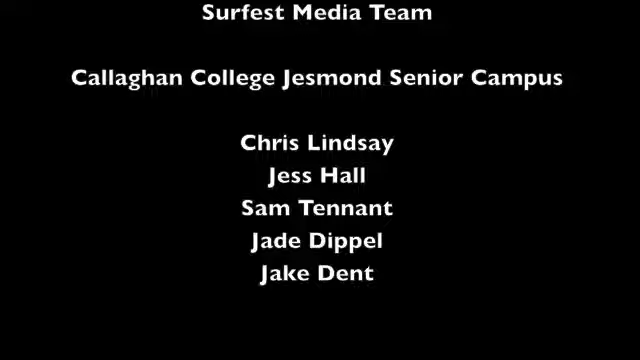 Surfest Media Team
Callaghan College Jesmond Senior Campus
Chris Lindsay
Jess Hall
Sam Tennant
Jade Dippel
Jake Dent